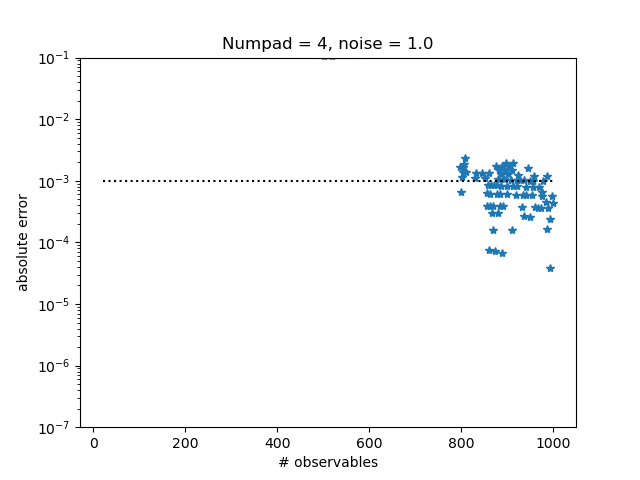 Numpad = 4, noise = 1.0
absolute error
10⁻¹
10⁻²
10⁻³
10⁻⁴
10⁻⁵
10⁻⁶
10⁻⁷
0 200 400 600 800 1000
# observables